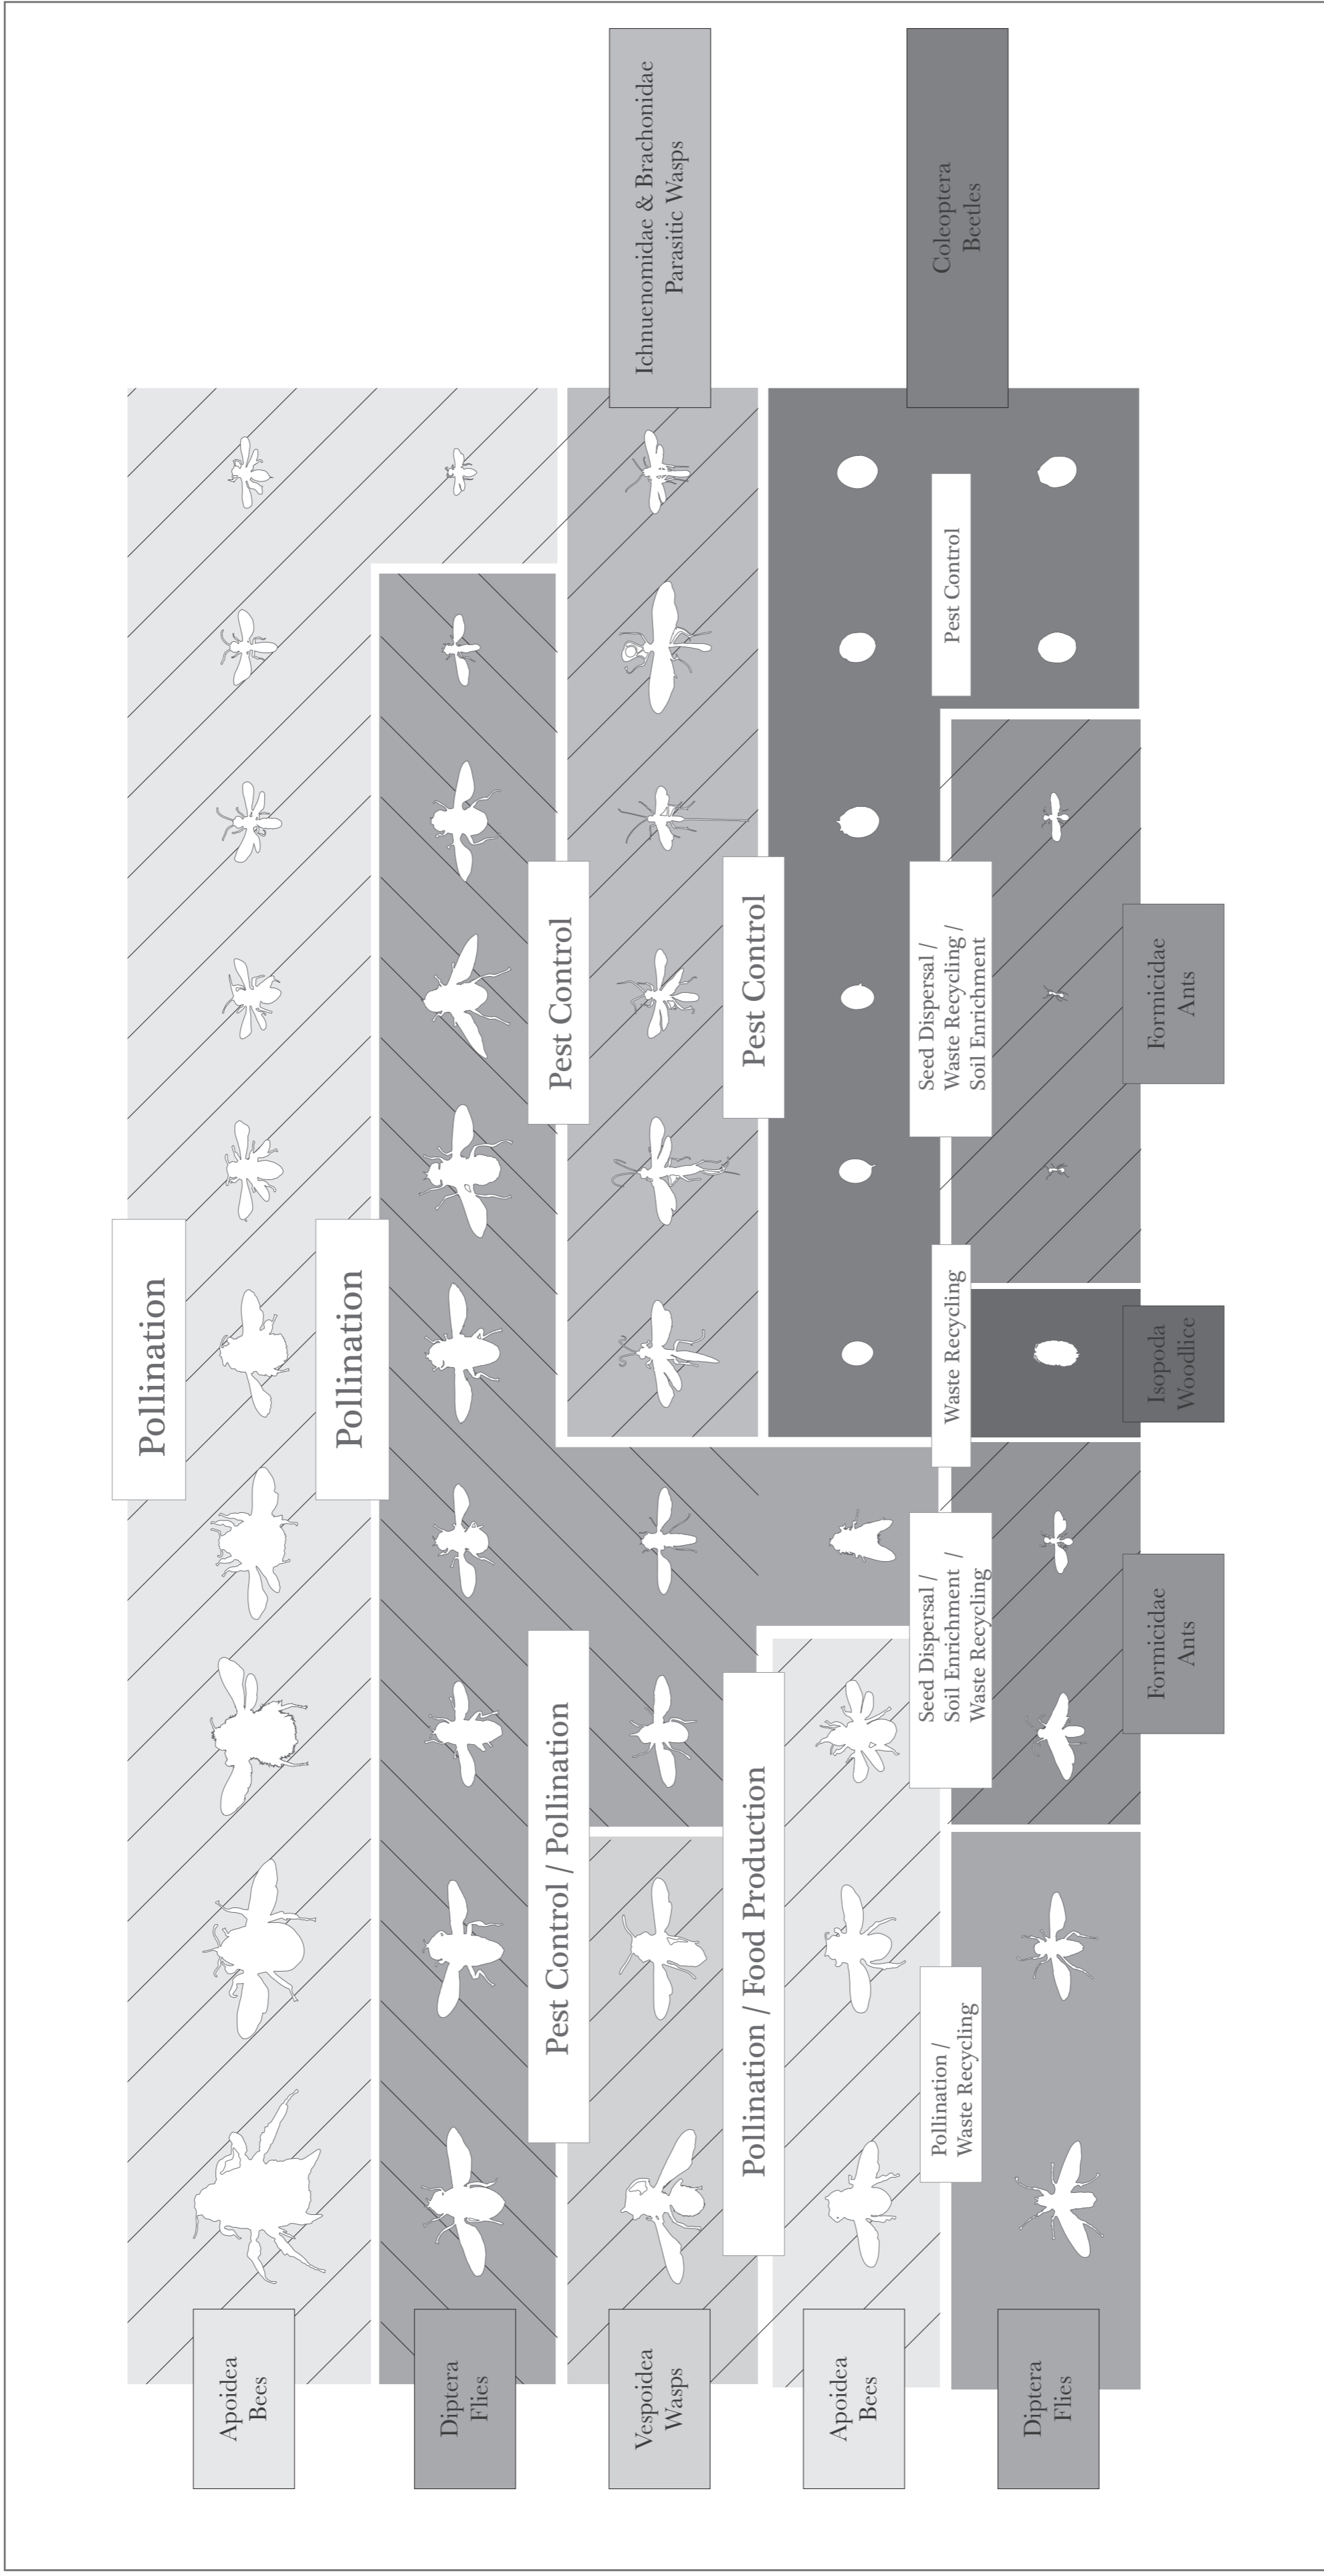 Pollination
Apoidea
Bees
Pollination
Diptera
Flies
Pest Control / Pollination
Pest Control
Vespoidea
Wasps
Ichnuenomidae & Brachonidae
Parasitic Wasps
Pollination / Food Production
Pest Control
Apoidea
Bees
Coleoptera
Beetles
Pollination /
Waste Recycling
Seed Dispersal /
Soil Enrichment /
Waste Recycling
Waste Recycling
Seed Dispersal /
Waste Recycling /
Soil Enrichment
Pest Control
Diptera
Flies
Formicidae
Ants
Isopoda
Woodlice
Formicidae
Ants